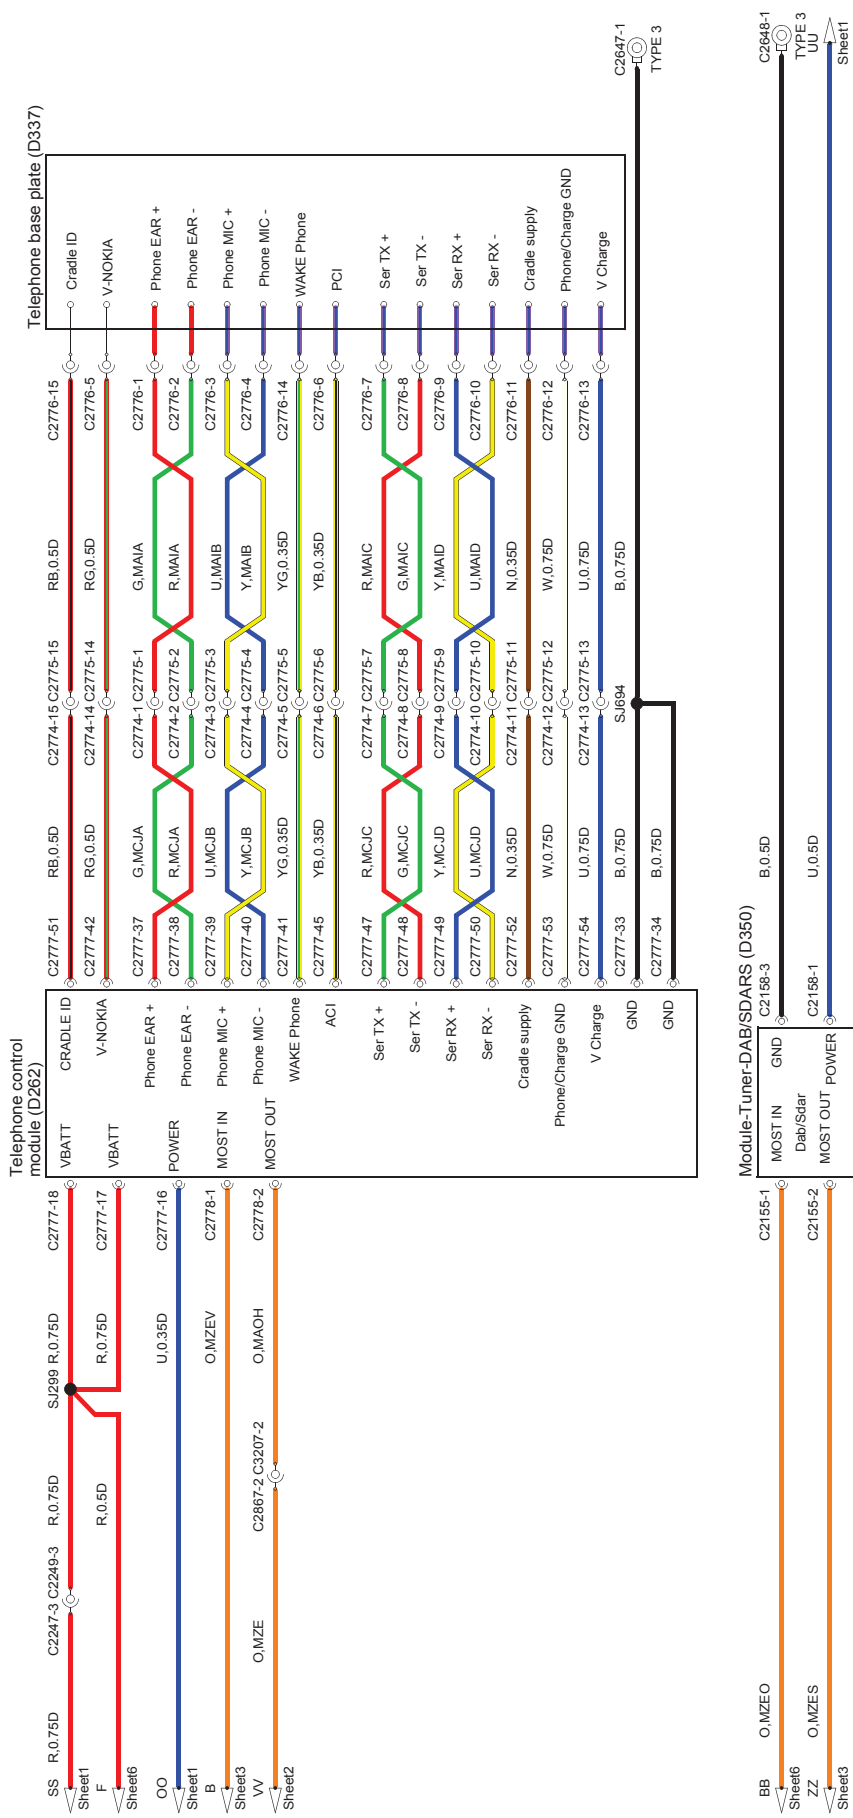 Telephone control
module (D262)
Telephone base plate (D337)
SS
Sheet1
R,0.75D
C2247-3
C2249-3
R,0.75D
SJ299
R,0.75D
C2777-18
VBATT
F
Sheet6
R,0.5D
R,0.75D
C2777-17
VBATT
OO
Sheet1
U,0.35D
C2777-16
POWER
B
Sheet3
O,MZEV
C2778-1
MOST IN
VV
Sheet2
O,MZE
C2867-2
C3207-2
O,MAOH
C2778-2
MOST OUT
CRADLE ID
C2777-51
RB,0.5D
C2774-15
C2775-15
RB,0.5D
C2776-15
Cradle ID
V-NOKIA
C2777-42
RG,0.5D
C2774-14
C2775-14
RG,0.5D
C2776-5
V-NOKIA
Phone EAR +
C2777-37
G,MCJA
C2774-1
C2775-1
G,MAIA
C2776-1
Phone EAR +
Phone EAR -
C2777-38
R,MCJA
C2774-2
C2775-2
R,MAIA
C2776-2
Phone EAR -
Phone MIC +
C2777-39
U,MCJB
C2774-3
C2775-3
U,MAIB
C2776-3
Phone MIC +
Phone MIC -
C2777-40
Y,MCJB
C2774-4
C2775-4
Y,MAIB
C2776-4
Phone MIC -
WAKE Phone
C2777-41
YG,0.35D
C2774-5
C2775-5
YG,0.35D
C2776-14
WAKE Phone
ACI
C2777-45
YB,0.35D
C2774-6
C2775-6
YB,0.35D
C2776-6
PCI
Ser TX +
C2777-47
R,MCJC
C2774-7
C2775-7
R,MAIC
C2776-7
Ser TX +
Ser TX -
C2777-48
G,MCJC
C2774-8
C2775-8
G,MAIC
C2776-8
Ser TX -
Ser RX +
C2777-49
Y,MCJD
C2774-9
C2775-9
Y,MAID
C2776-9
Ser RX +
Ser RX -
C2777-50
U,MCJD
C2774-10
C2775-10
U,MAID
C2776-10
Ser RX -
Cradle supply
C2777-52
N,0.35D
C2774-11
C2775-11
N,0.35D
C2776-11
Cradle supply
Phone/Charge GND
C2777-53
W,0.75D
C2774-12
C2775-12
W,0.75D
C2776-12
Phone/Charge GND
V Charge
C2777-54
U,0.75D
C2774-13
C2775-13
U,0.75D
C2776-13
V Charge
GND
C2777-33
B,0.75D
SJ694
B,0.75D
C2647-1
TYPE 3
GND
C2777-34
B,0.75D
Module-Tuner-DAB/SDARS (D350)
BB
Sheet6
O,MZEO
C2155-1
MOST IN
GND
C2158-3
B,0.5D
C2648-1
TYPE 3
Dab/Sdar
ZZ
Sheet3
O,MZES
C2155-2
MOST OUT
POWER
C2158-1
U,0.5D
UU
Sheet1